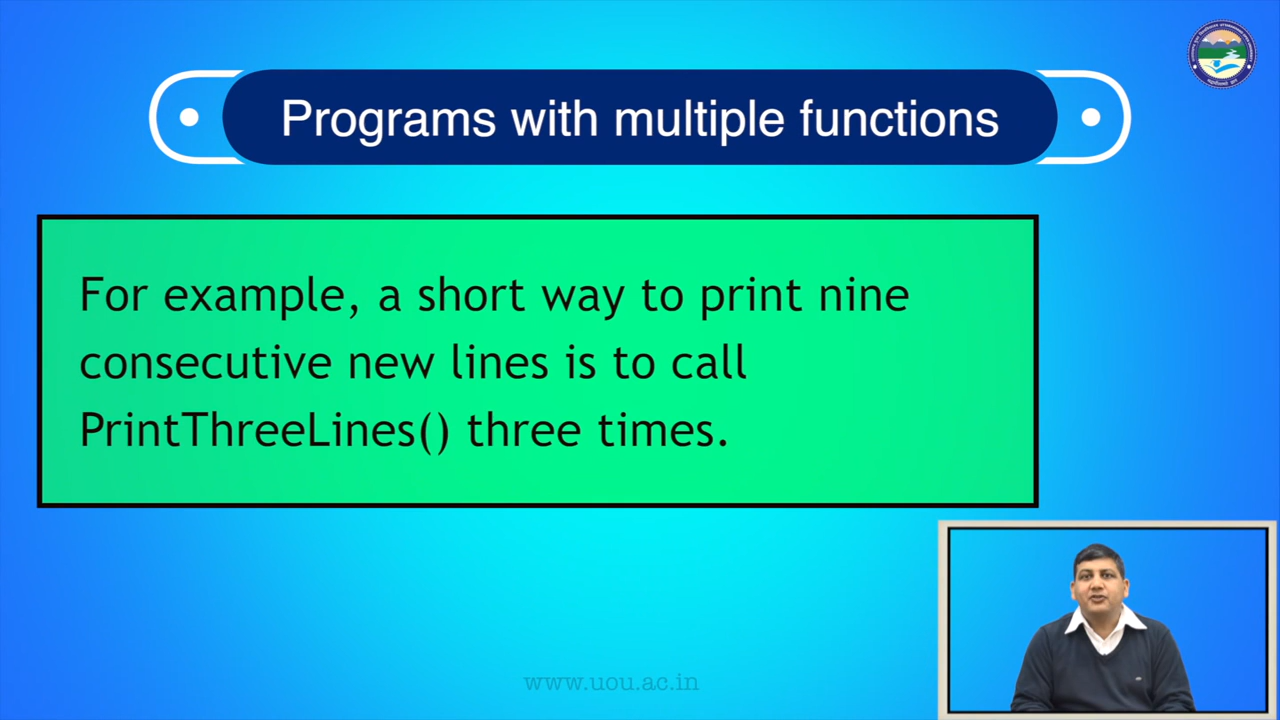 Programs with multiple functions
For example, a short way to print nine
consecutive new lines is to call
PrintThreeLines() three times.
www.uou.ac.in